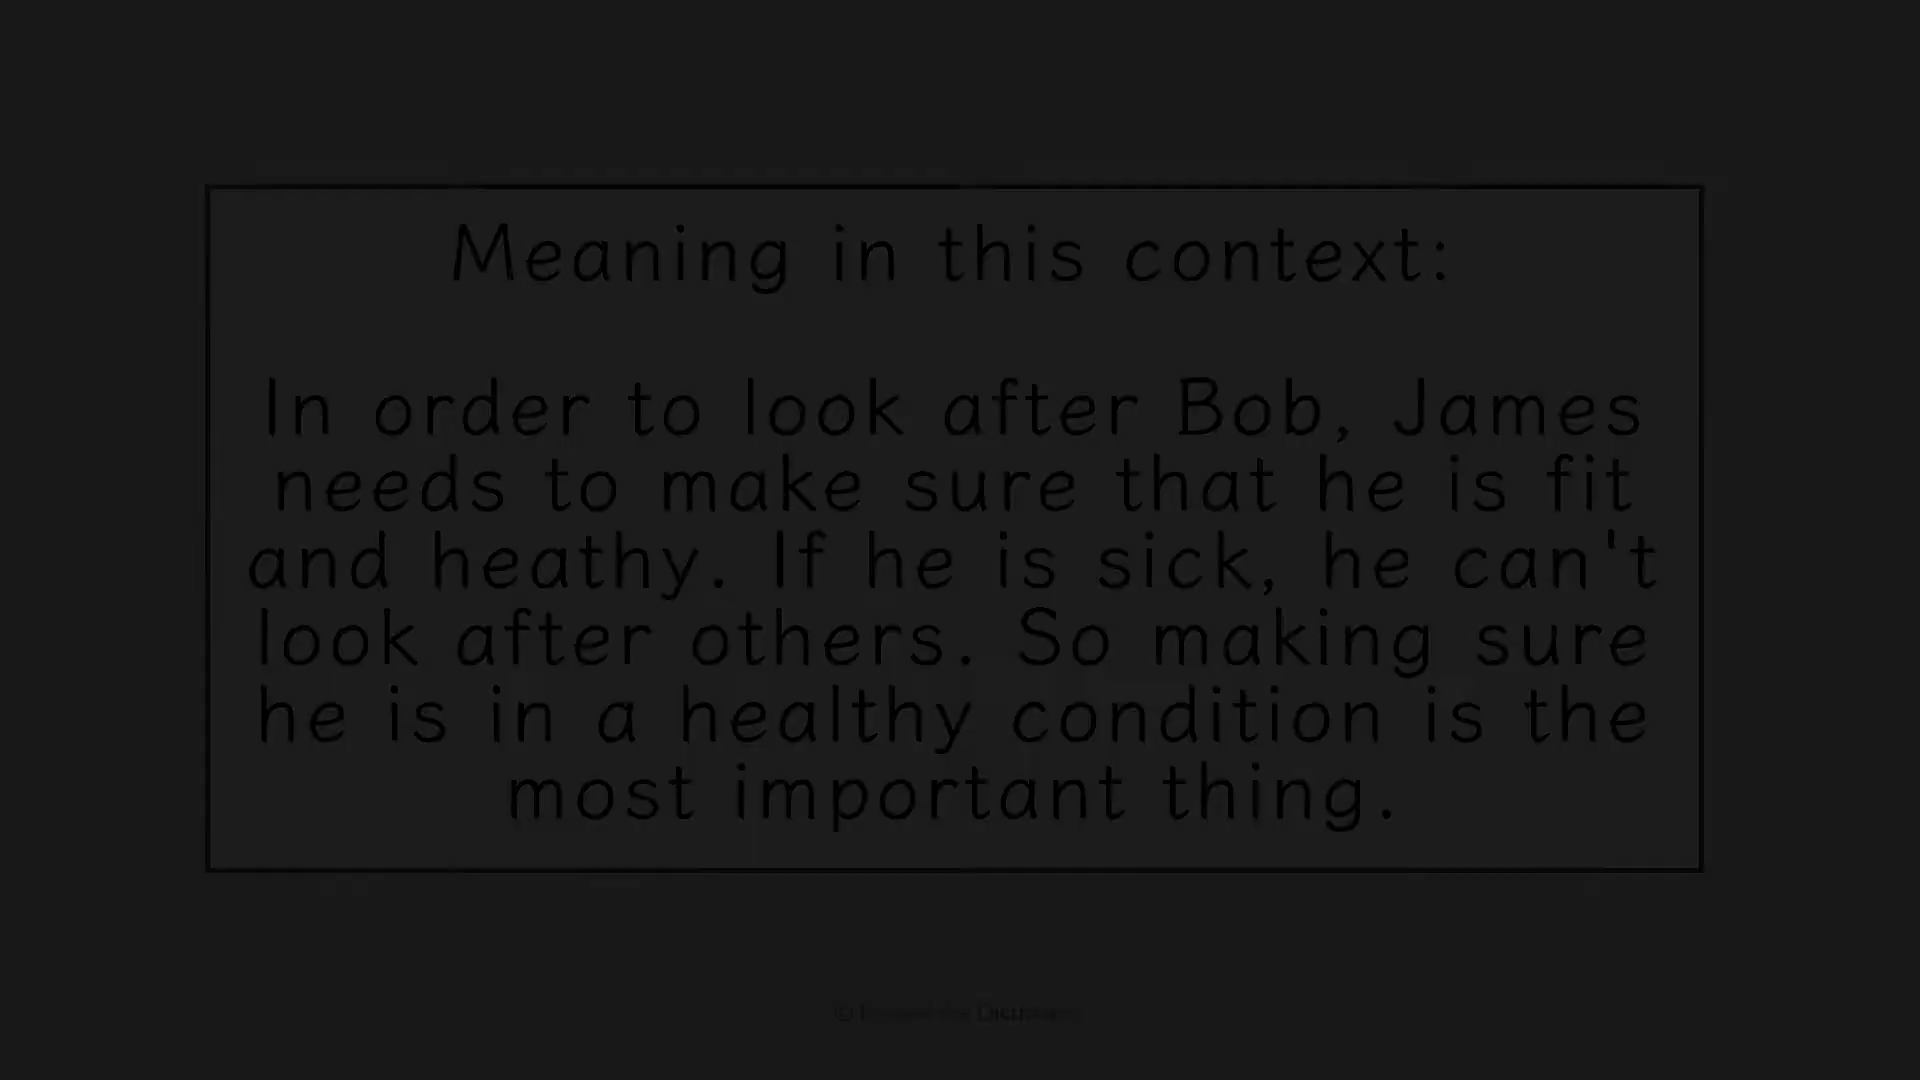 Meaning in this context:
In order to look after Bob, James
needs to make sure that he is fit
and heathy. If he is sick, he can't
look after others. So making sure
he is in a healthy condition is the
most important thing.